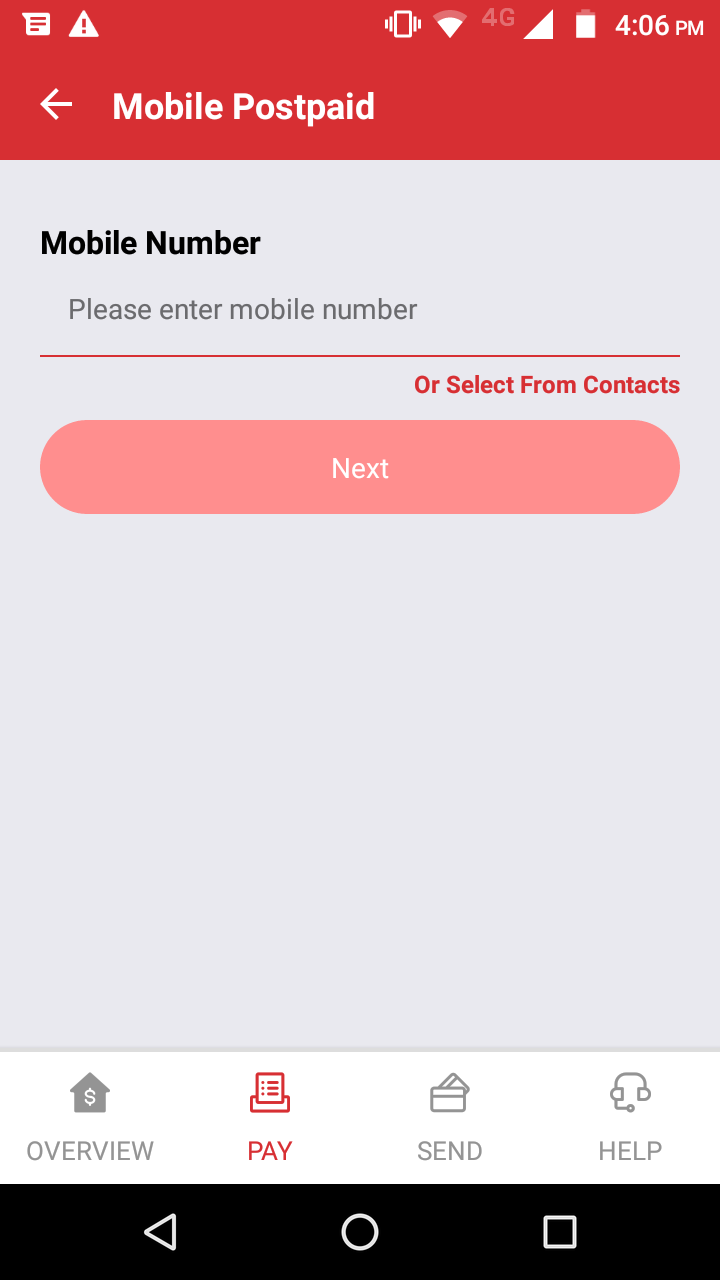 4G 4:06 PM
Mobile Postpaid
Mobile Number
Please enter mobile number
Or Select From Contacts
Next
OVERVIEW PAY SEND HELP